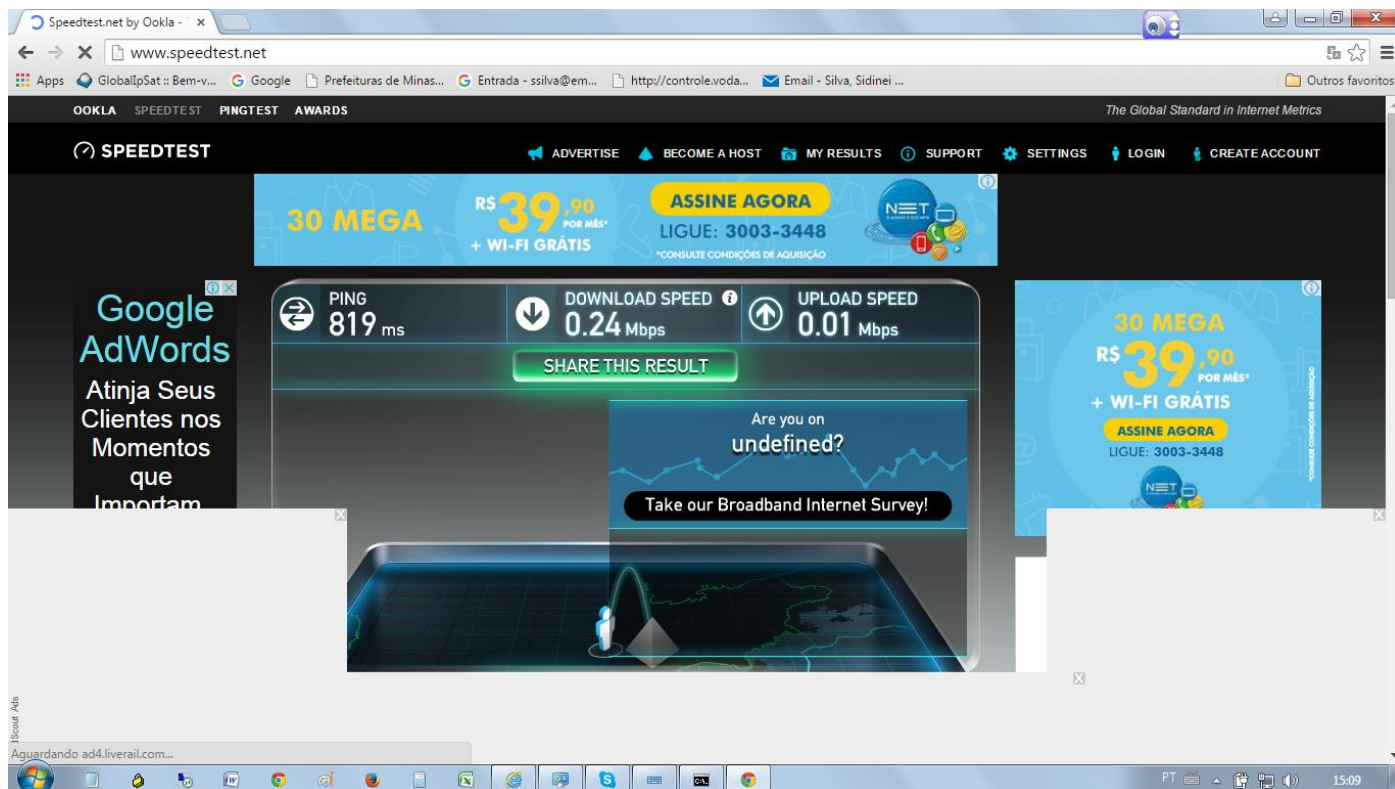 Speedtest.net by Ookla -
www.speedtest.net
Apps GlobalIpSat :: Bem-v... Google Prefeituras de Minas... Entrada - ssilva@em... http://controle.voda... Email - Silva, Sidinei ... Outros favoritos
OOKLA SPEEDTEST PINGTEST AWARDS The Global Standard in Internet Metrics
SPEEDTEST ADVERTISE BECOME A HOST MY RESULTS SUPPORT SETTINGS LOGIN CREATE ACCOUNT
30 MEGA
R$ 39,90
POR MÊS*
+ WI-FI GRÁTIS
ASSINE AGORA
LIGUE: 3003-3448
*CONSULTE CONDIÇÕES DE AQUISIÇÃO
NET
Google
AdWords
Atinja Seus
Clientes nos
Momentos
que
Importam
PING
819 ms
DOWNLOAD SPEED
0.24 Mbps
UPLOAD SPEED
0.01 Mbps
SHARE THIS RESULT
Are you on
undefined?
Take our Broadband Internet Survey!
30 MEGA
R$ 39,90
POR MÊS*
+ WI-FI GRÁTIS
ASSINE AGORA
LIGUE: 3003-3448
*CONSULTE CONDIÇÕES DE AQUISIÇÃO
NET
Scout Ads
Aguardando ad4.liverail.com...
PT 15:09